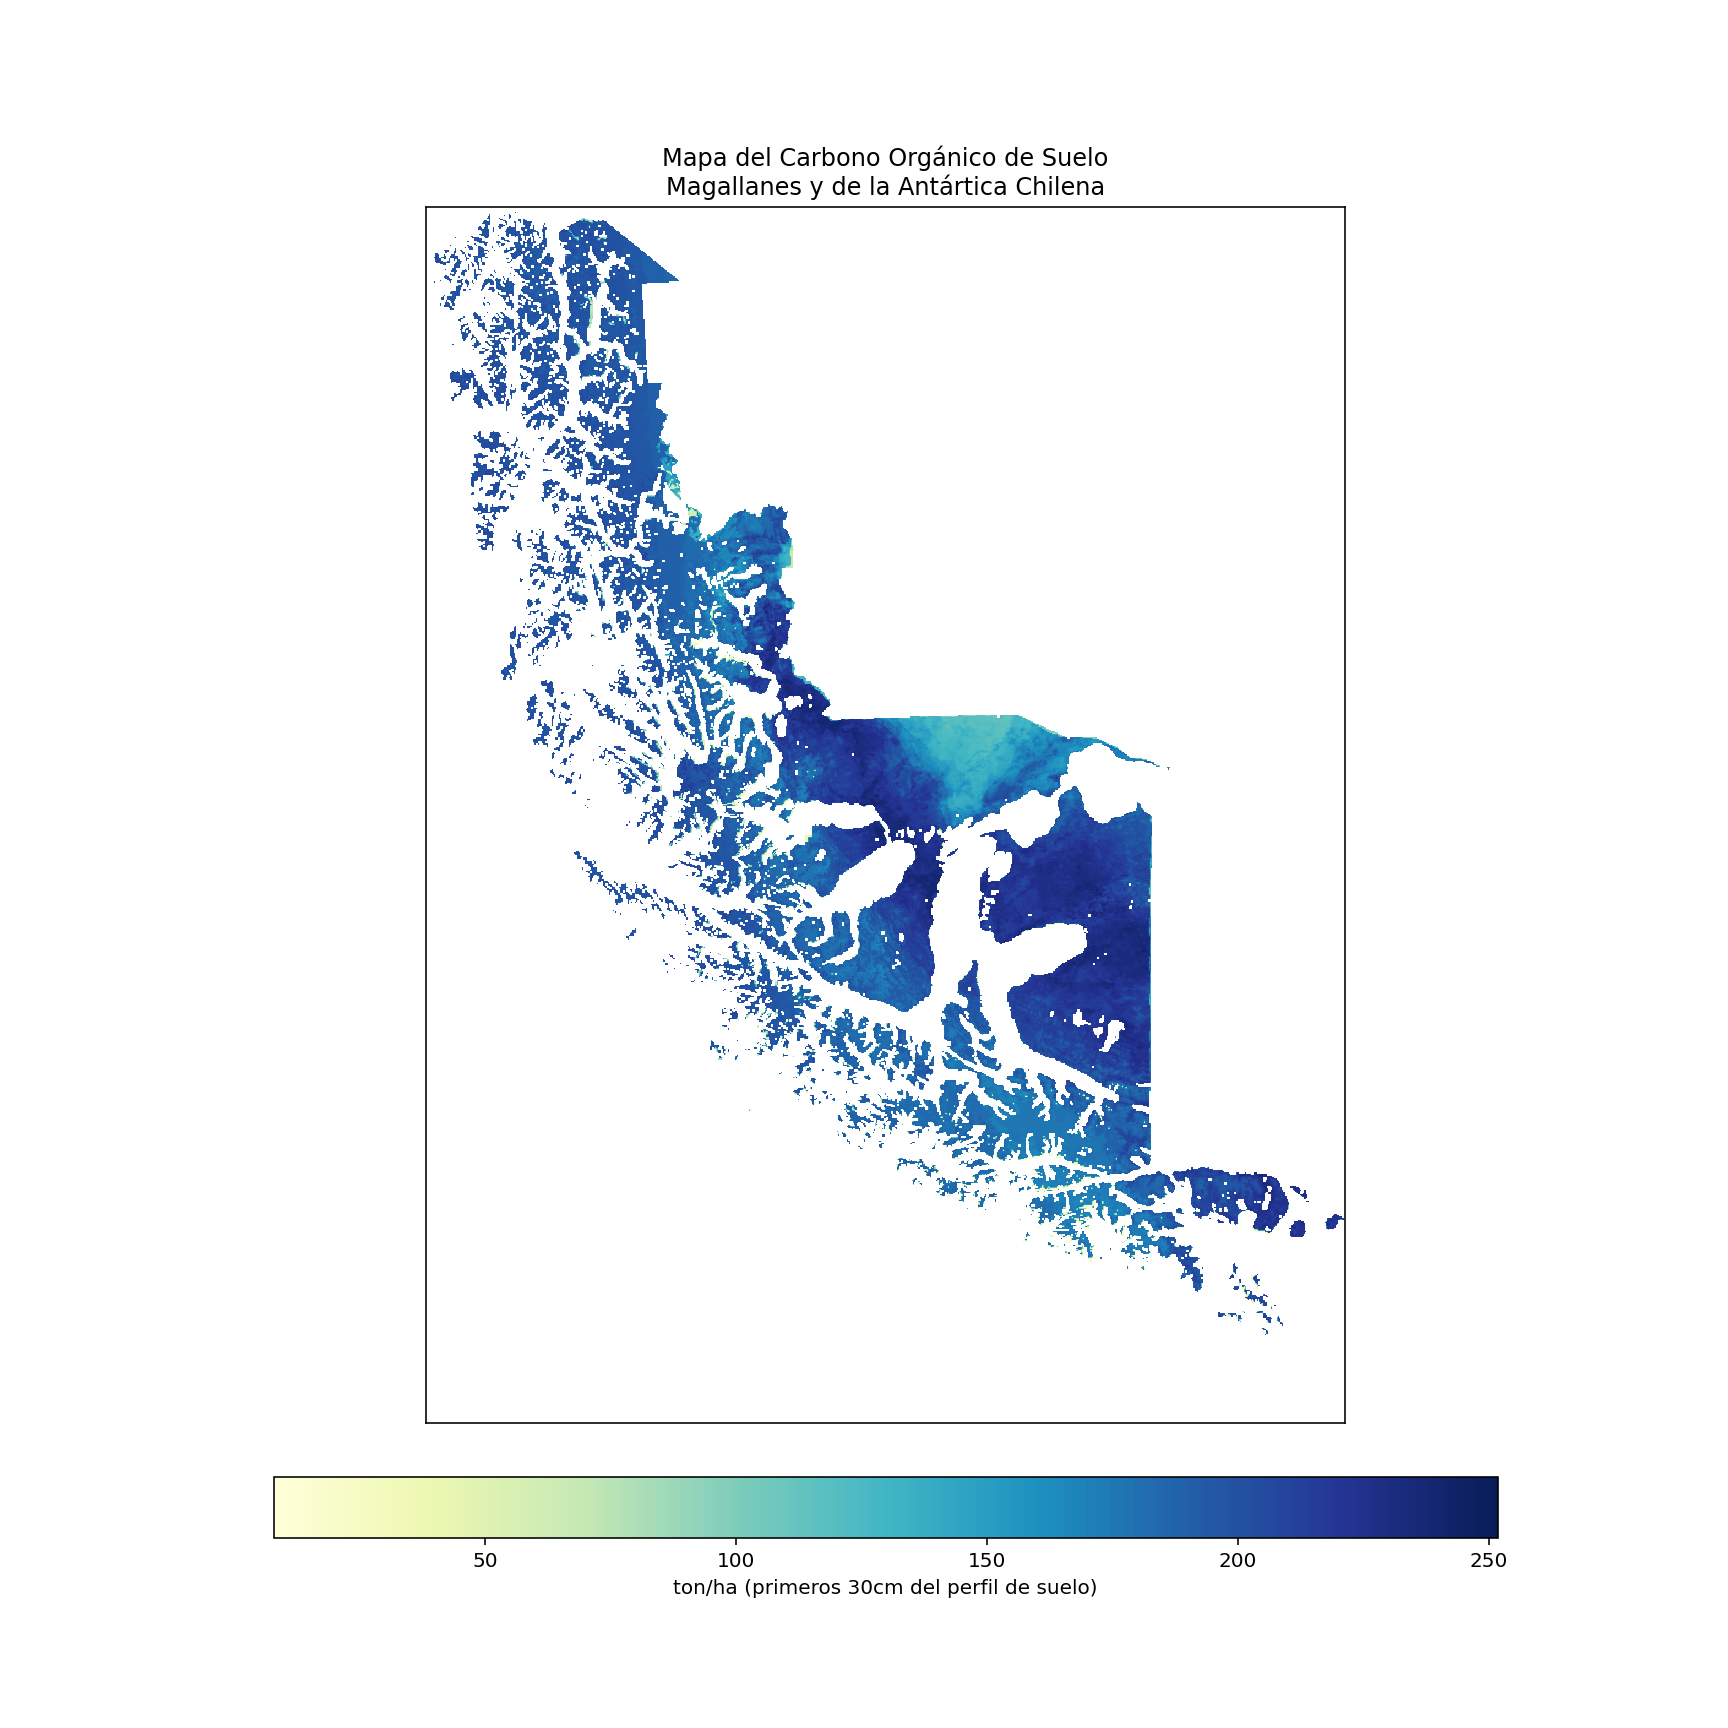 Mapa del Carbono Orgánico de Suelo
Magallanes y de la Antártica Chilena
50 100 150 200 250
ton/ha (primeros 30cm del perfil de suelo)